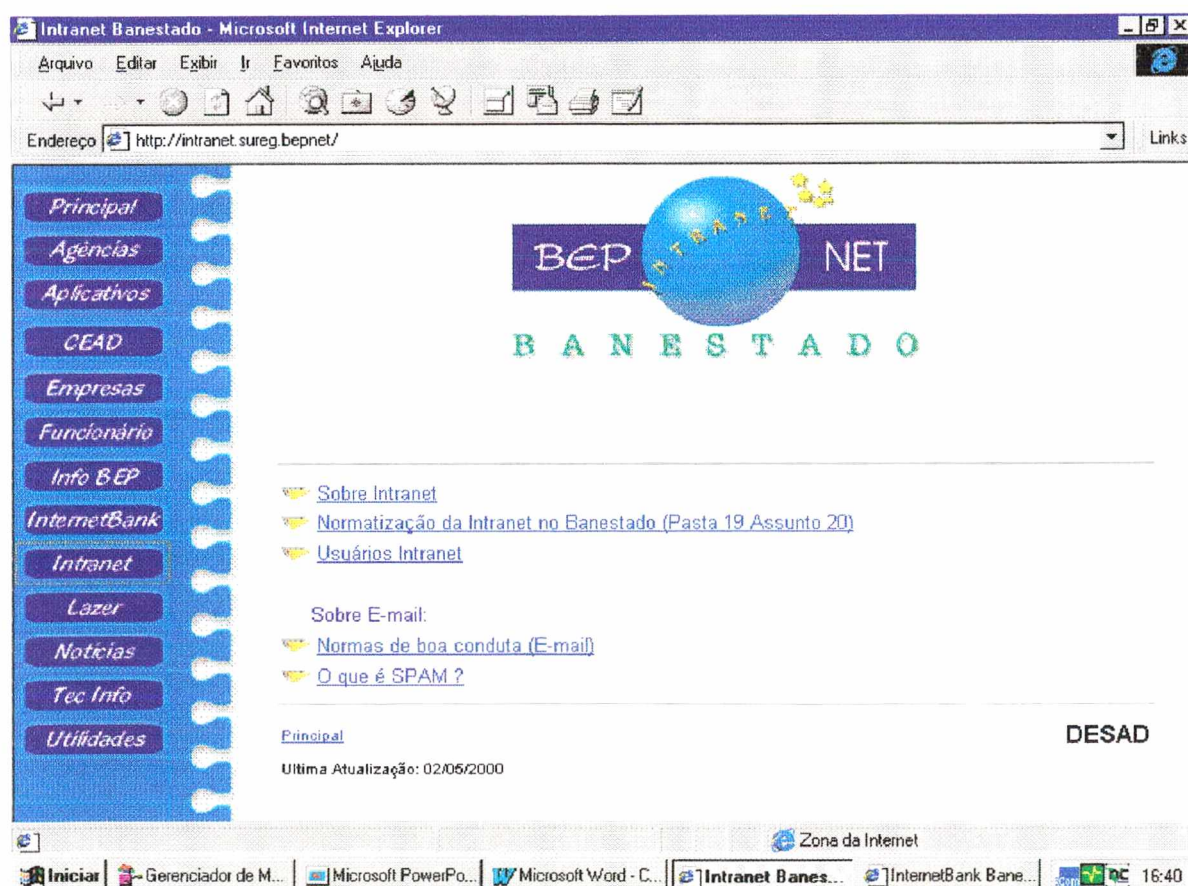 Intranet Banestado - Microsoft Internet Explorer
Arquivo Editar Exibir Ir Favoritos Ajuda
Endereço http://intranet.sureg.bepnet/ Links
Principal
Agências
Aplicativos
CEAD
Empresas
Funcionário
Info BEP
InternetBank
Intranet
Lazer
Notícias
Tec Info
Utilidades
INTRANET
BEP NET
BANESTADO
Sobre Intranet
Normatização da Intranet no Banestado (Pasta 19 Assunto 20)
Usuários Intranet
Sobre E-mail:
Normas de boa conduta (E-mail)
O que é SPAM ?
Principal DESAD
Ultima Atualização: 02/05/2000
Zona da Internet
Iniciar Gerenciador de M... Microsoft PowerPo... Microsoft Word - C... Intranet Banes... InternetBank Bane... 16:40